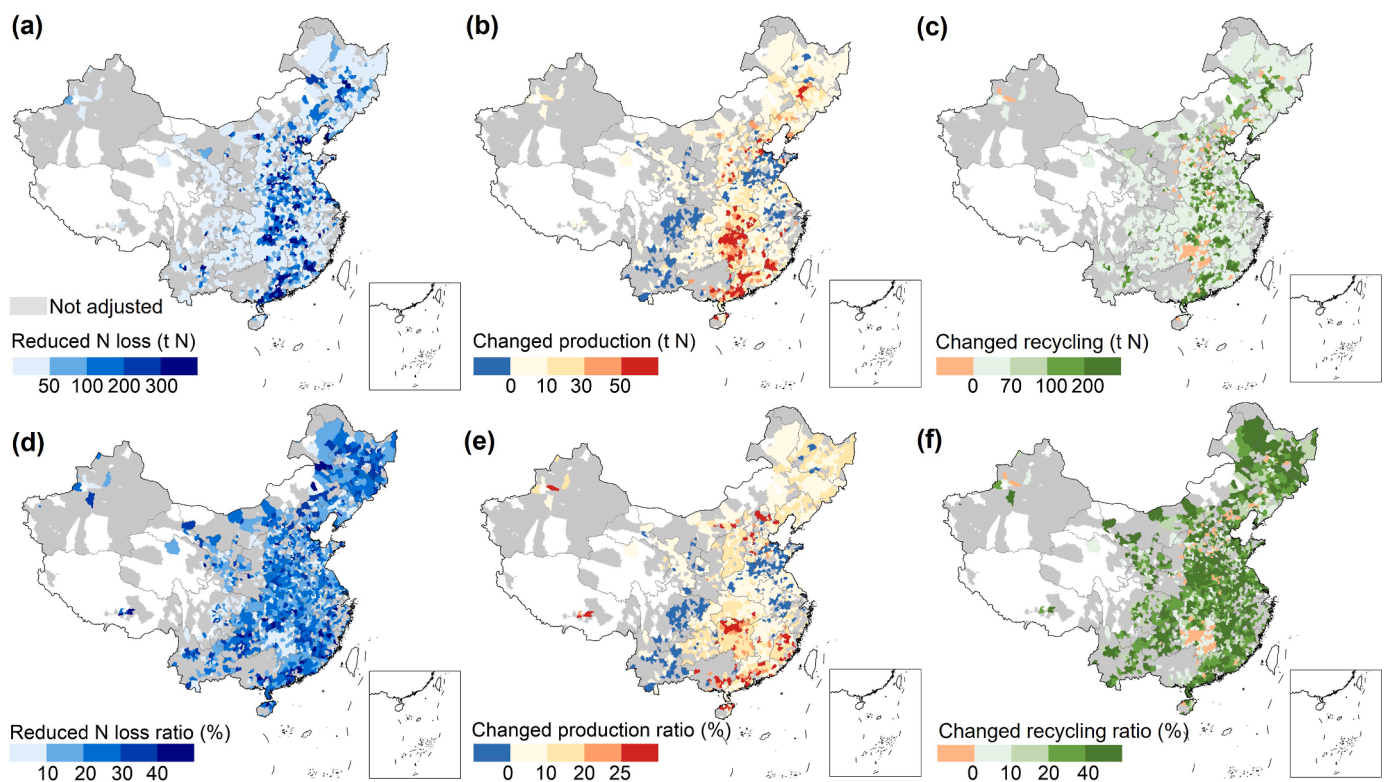 (a)
(b)
(c)
Not adjusted
Reduced N loss (t N)
50 100 200 300
Changed production (t N)
0 10 30 50
Changed recycling (t N)
0 70 100 200
(d)
(e)
(f)
Reduced N loss ratio (%)
10 20 30 40
Changed production ratio (%)
0 10 20 25
Changed recycling ratio (%)
0 10 20 40